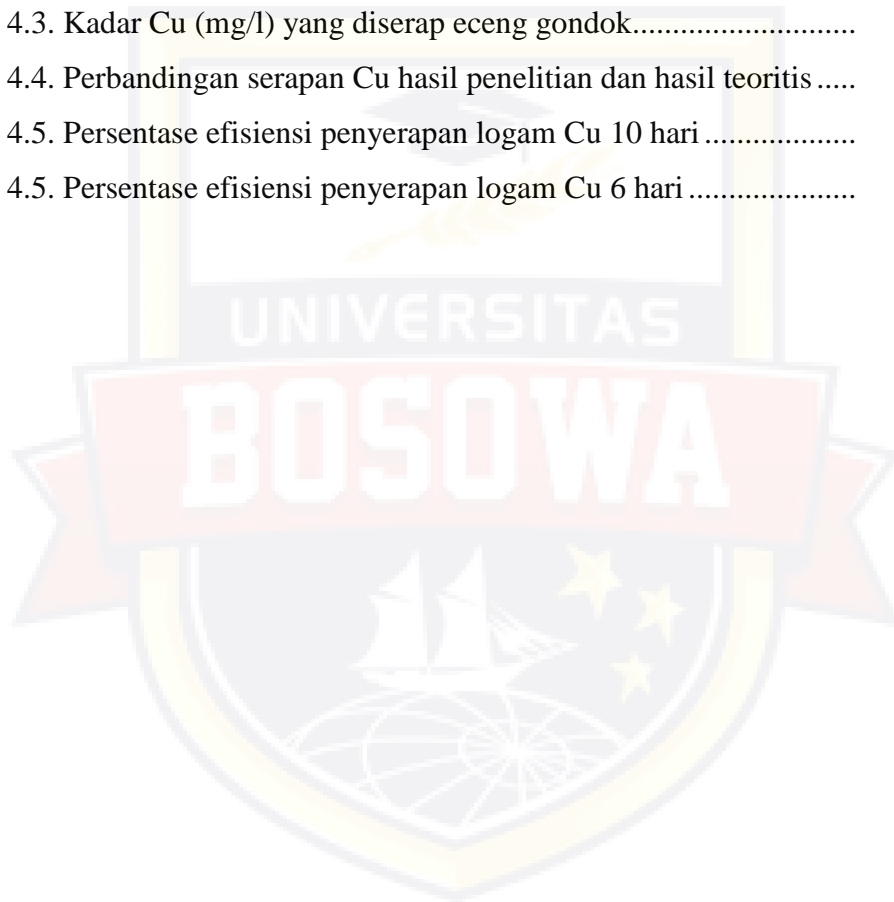 4.3. Kadar Cu (mg/l) yang diserap eceng gondok...........................
4.4. Perbandingan serapan Cu hasil penelitian dan hasil teoritis .....
4.5. Persentase efisiensi penyerapan logam Cu 10 hari ...................
4.5. Persentase efisiensi penyerapan logam Cu 6 hari .....................
UNIVERSITAS
BOSOWA